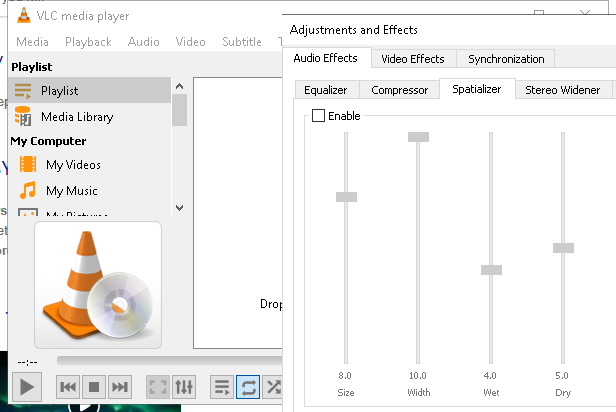 VLC media player
Media Playback Audio Video Subtitle
Playlist
Playlist
Media Library
My Computer
My Videos
My Music
My Pictures
Drop
--:--
Adjustments and Effects
Audio Effects Video Effects Synchronization
Equalizer Compressor Spatializer Stereo Widener
Enable
8.0 10.0 4.0 5.0
Size Width Wet Dry